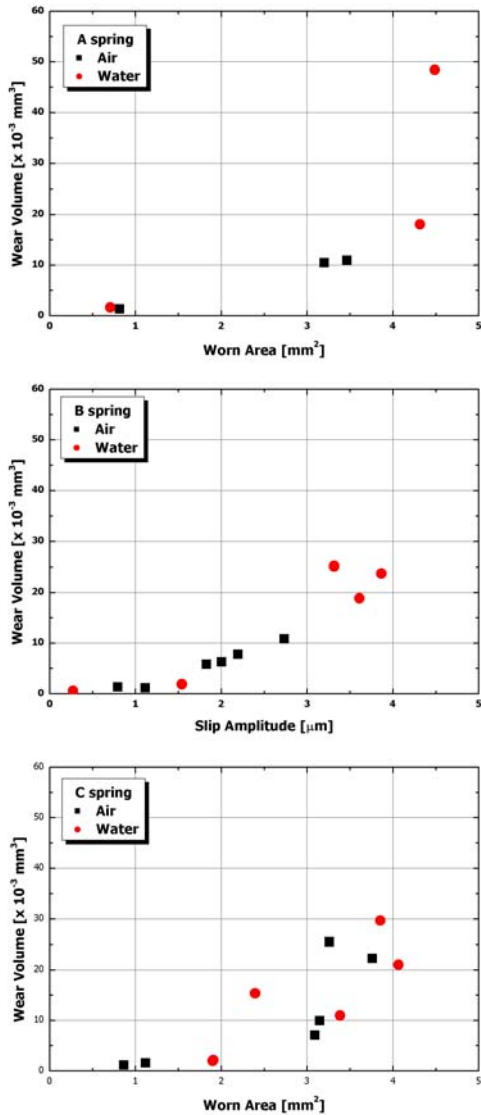 60
A spring
Air
Water
50
40
30
20
10
0
Wear Volume [x 10⁻³ mm³]
0 1 2 3 4 5
Worn Area [mm²]
60
B spring
Air
Water
50
40
30
20
10
0
Wear Volume [x 10⁻³ mm³]
0 1 2 3 4 5
Slip Amplitude [μm]
60
C spring
Air
Water
50
40
30
20
10
0
Wear Volume [x 10⁻³ mm³]
0 1 2 3 4 5
Worn Area [mm²]